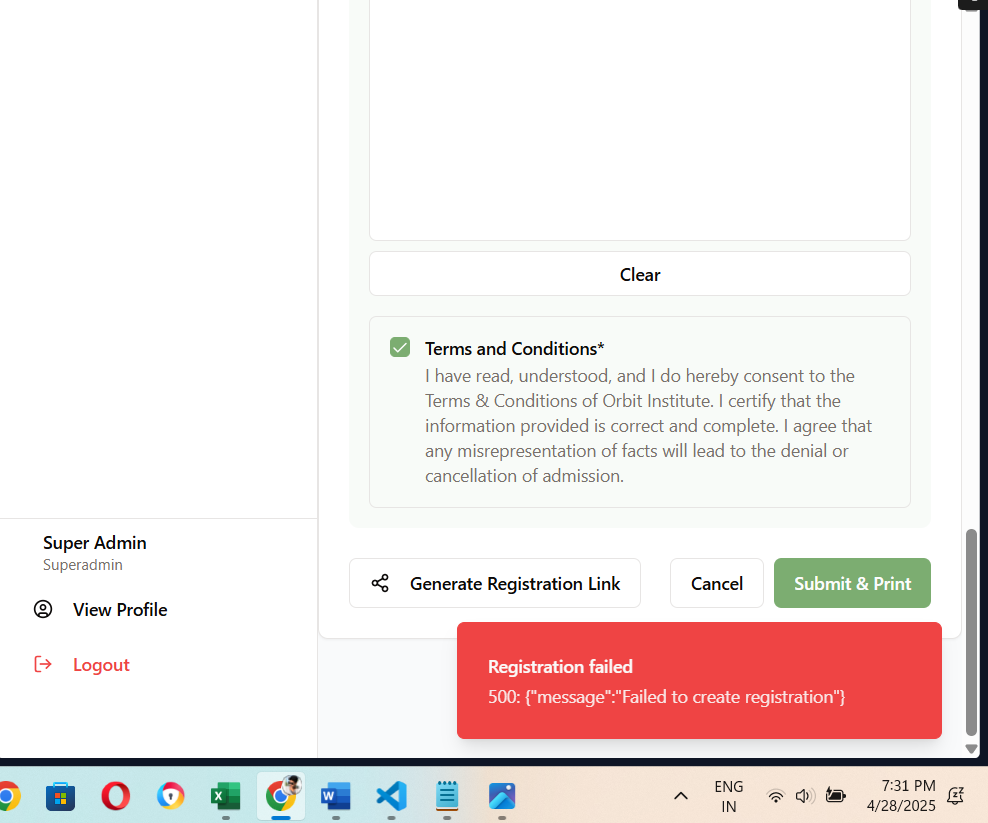 Clear
Terms and Conditions*
I have read, understood, and I do hereby consent to the
Terms & Conditions of Orbit Institute. I certify that the
information provided is correct and complete. I agree that
any misrepresentation of facts will lead to the denial or
cancellation of admission.
Super Admin
Superadmin
View Profile
Logout
Generate Registration Link
Cancel
Submit & Print
Registration failed
500: {"message":"Failed to create registration"}
ENG
IN
7:31 PM
4/28/2025